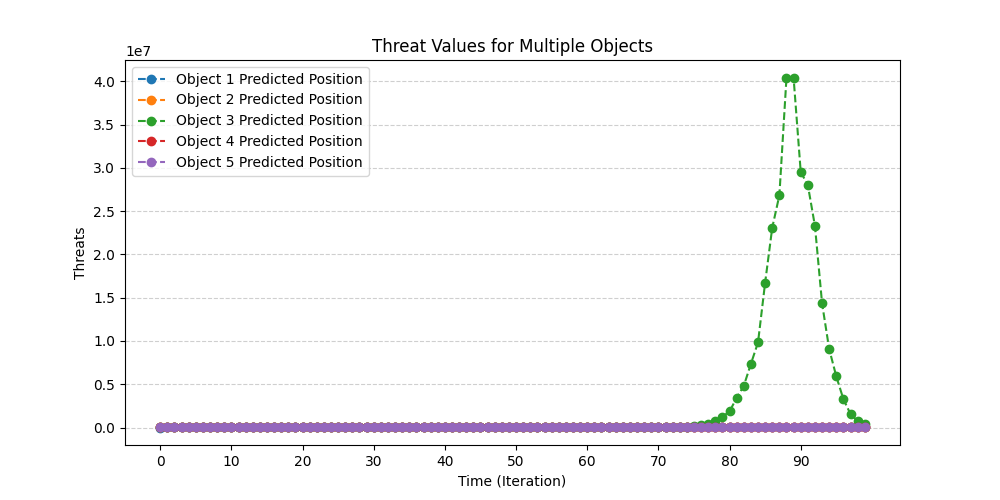 Threat Values for Multiple Objects
1e7
Object 1 Predicted Position
Object 2 Predicted Position
Object 3 Predicted Position
Object 4 Predicted Position
Object 5 Predicted Position
4.0
3.5
3.0
2.5
2.0
1.5
1.0
0.5
0.0
Threats
0 10 20 30 40 50 60 70 80 90
Time (Iteration)